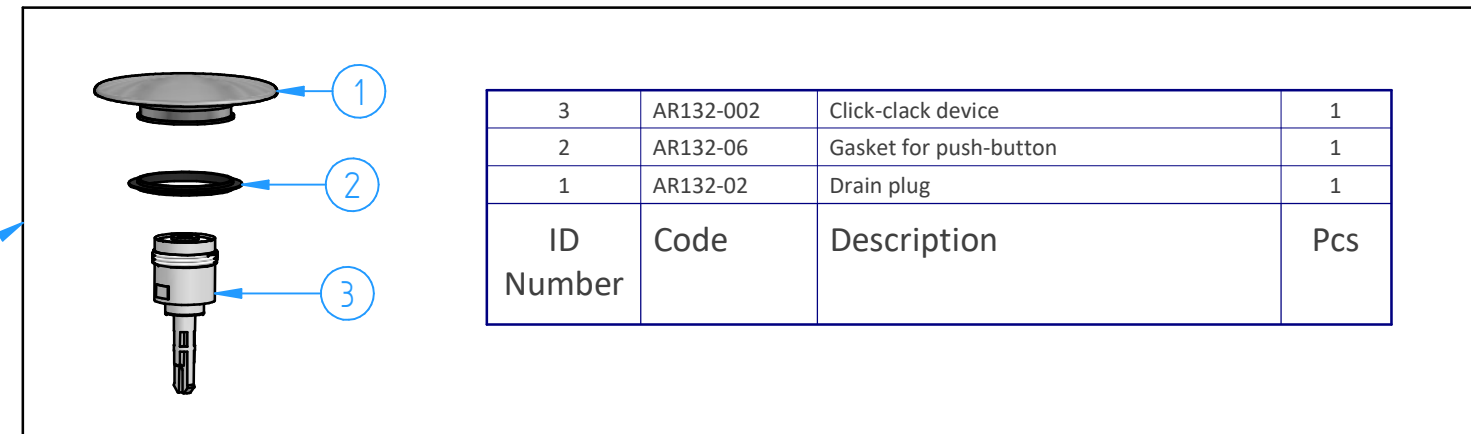 1
2
3
3 AR132-002 Click-clack device 1
2 AR132-06 Gasket for push-button 1
1 AR132-02 Drain plug 1
ID Code Description Pcs
Number